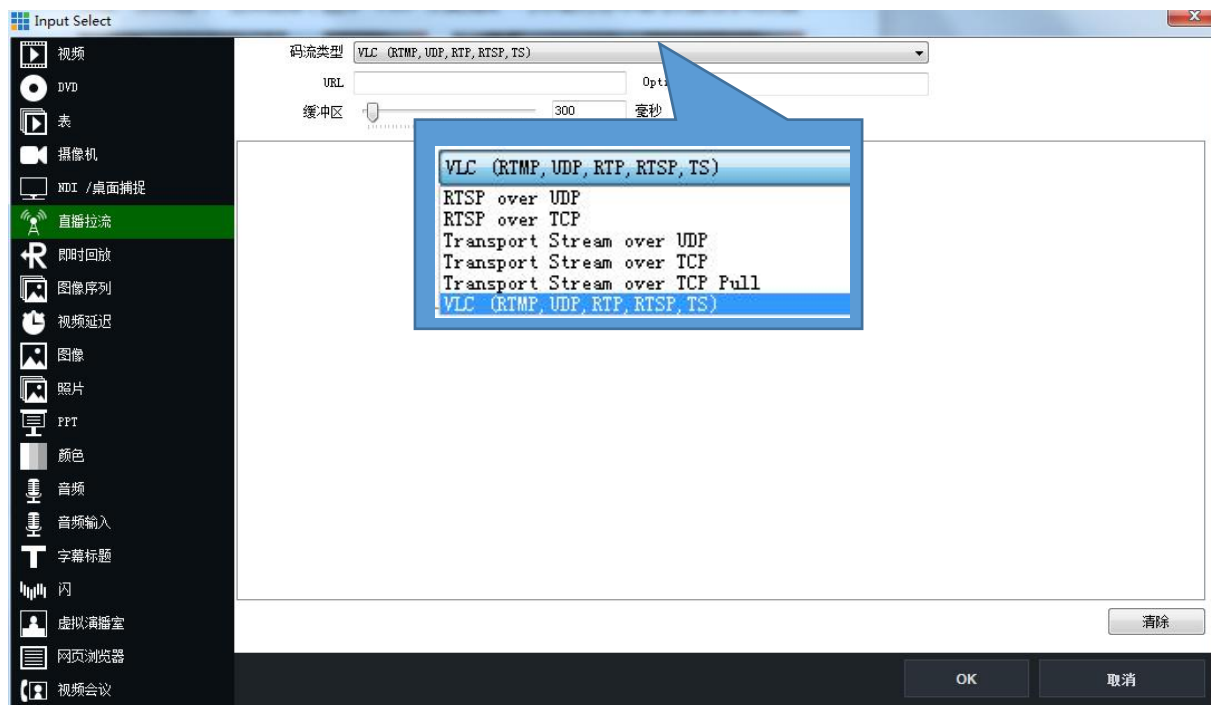 Input Select
视频
DVD
表
摄像机
NDI /桌面捕捉
直播拉流
即时回放
图像序列
视频延迟
图像
照片
PPT
颜色
音频
音频输入
字幕标题
闪
虚拟演播室
网页浏览器
视频会议
码流类型 VLC (RTMP,UDP,RTP,RTSP,TS)
URL Opti
缓冲区 300 毫秒
VLC (RTMP,UDP,RTP,RTSP,TS)
RTSP over UDP
RTSP over TCP
Transport Stream over UDP
Transport Stream over TCP
Transport Stream over TCP Pull
VLC (RTMP,UDP,RTP,RTSP,TS)
清除
OK 取消